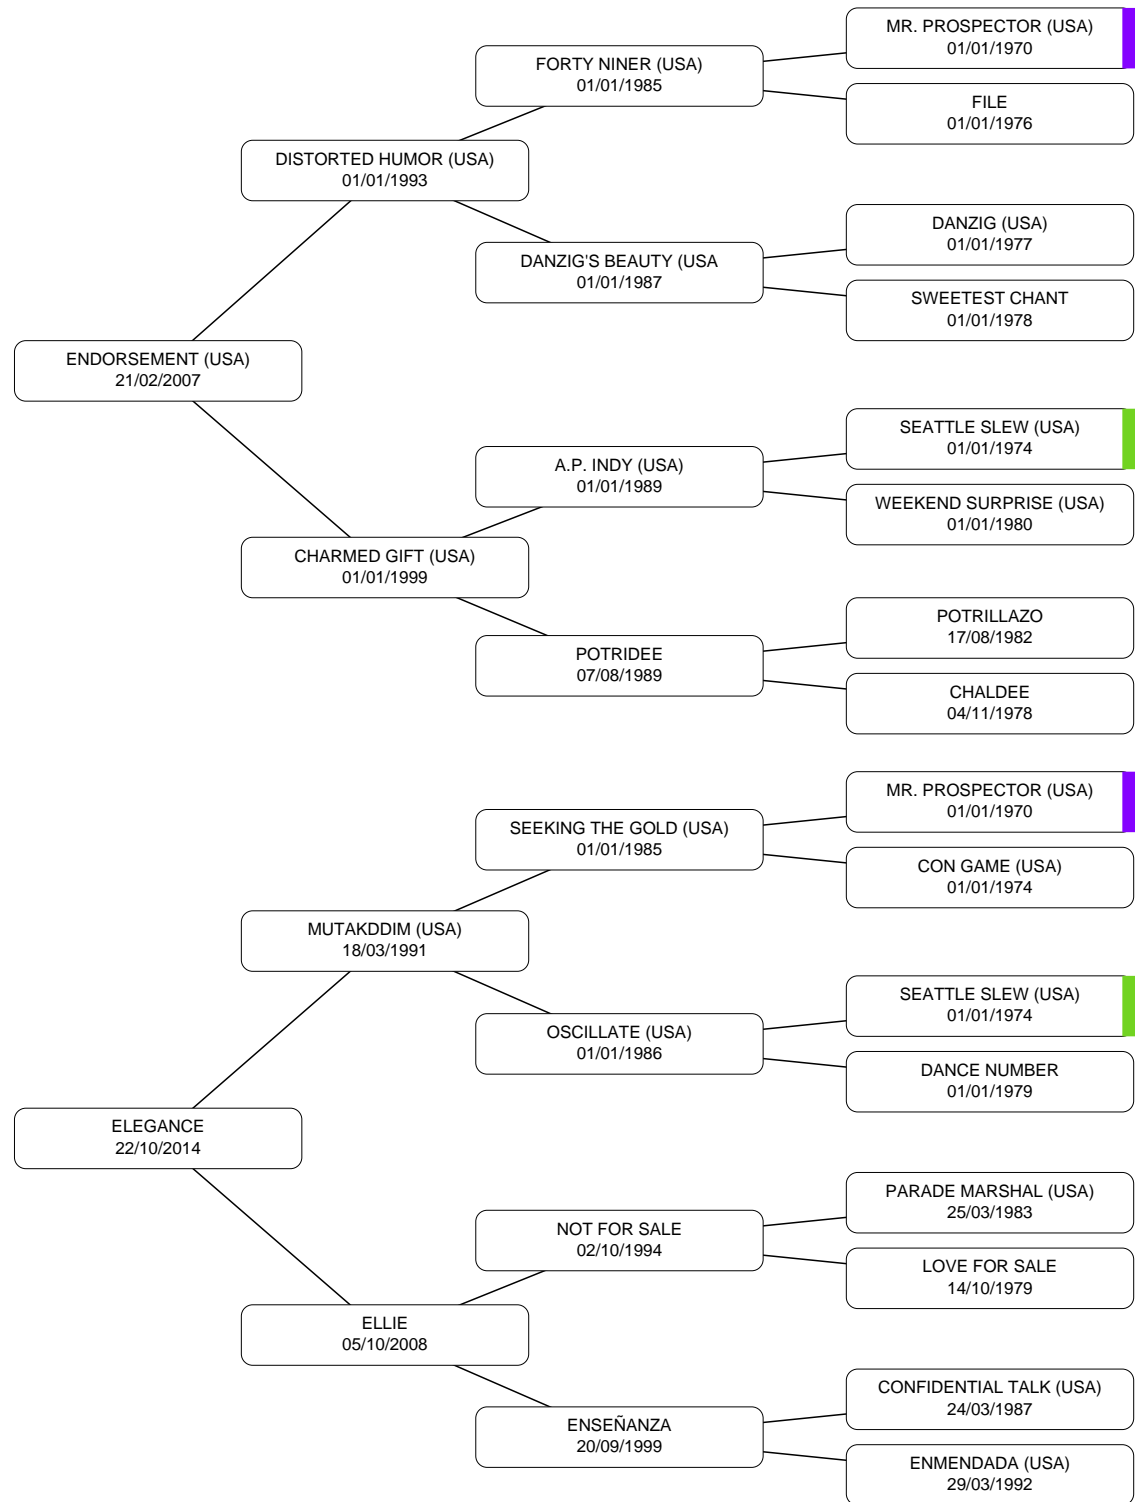 MR. PROSPECTOR (USA)
01/01/1970
FORTY NINER (USA)
01/01/1985
FILE
01/01/1976
DISTORTED HUMOR (USA)
01/01/1993
DANZIG (USA)
01/01/1977
DANZIG'S BEAUTY (USA
01/01/1987
SWEETEST CHANT
01/01/1978
ENDORSEMENT (USA)
21/02/2007
SEATTLE SLEW (USA)
01/01/1974
A.P. INDY (USA)
01/01/1989
WEEKEND SURPRISE (USA)
01/01/1980
CHARMED GIFT (USA)
01/01/1999
POTRILLAZO
17/08/1982
POTRIDEE
07/08/1989
CHALDEE
04/11/1978
MR. PROSPECTOR (USA)
01/01/1970
SEEKING THE GOLD (USA)
01/01/1985
CON GAME (USA)
01/01/1974
MUTAKDDIM (USA)
18/03/1991
SEATTLE SLEW (USA)
01/01/1974
OSCILLATE (USA)
01/01/1986
DANCE NUMBER
01/01/1979
ELEGANCE
22/10/2014
PARADE MARSHAL (USA)
25/03/1983
NOT FOR SALE
02/10/1994
LOVE FOR SALE
14/10/1979
ELLIE
05/10/2008
CONFIDENTIAL TALK (USA)
24/03/1987
ENSEÑANZA
20/09/1999
ENMENDADA (USA)
29/03/1992